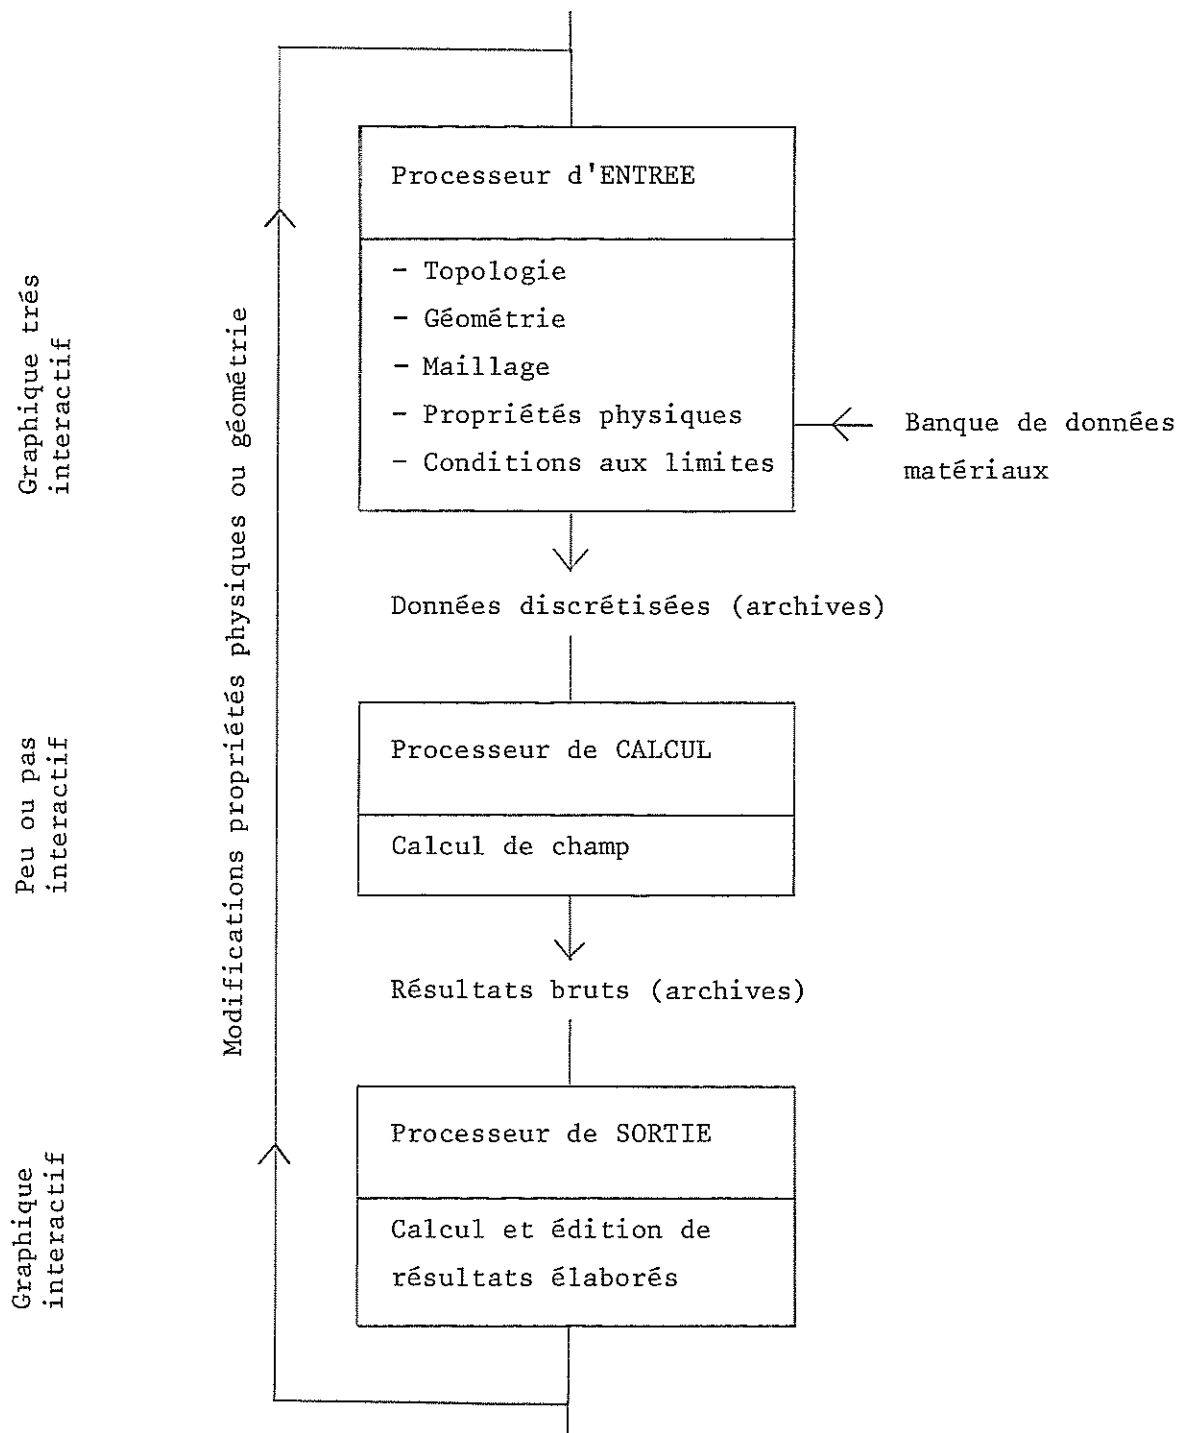 Processeur d'ENTREE
- Topologie
- Géométrie
- Maillage
- Propriétés physiques
- Conditions aux limites
Banque de données
matériaux
Graphique trés
interactif
Modifications propriétés physiques ou géométrie
Données discrétisées (archives)
Processeur de CALCUL
Calcul de champ
Peu ou pas
interactif
Résultats bruts (archives)
Processeur de SORTIE
Calcul et édition de
résultats élaborés
Graphique
interactif